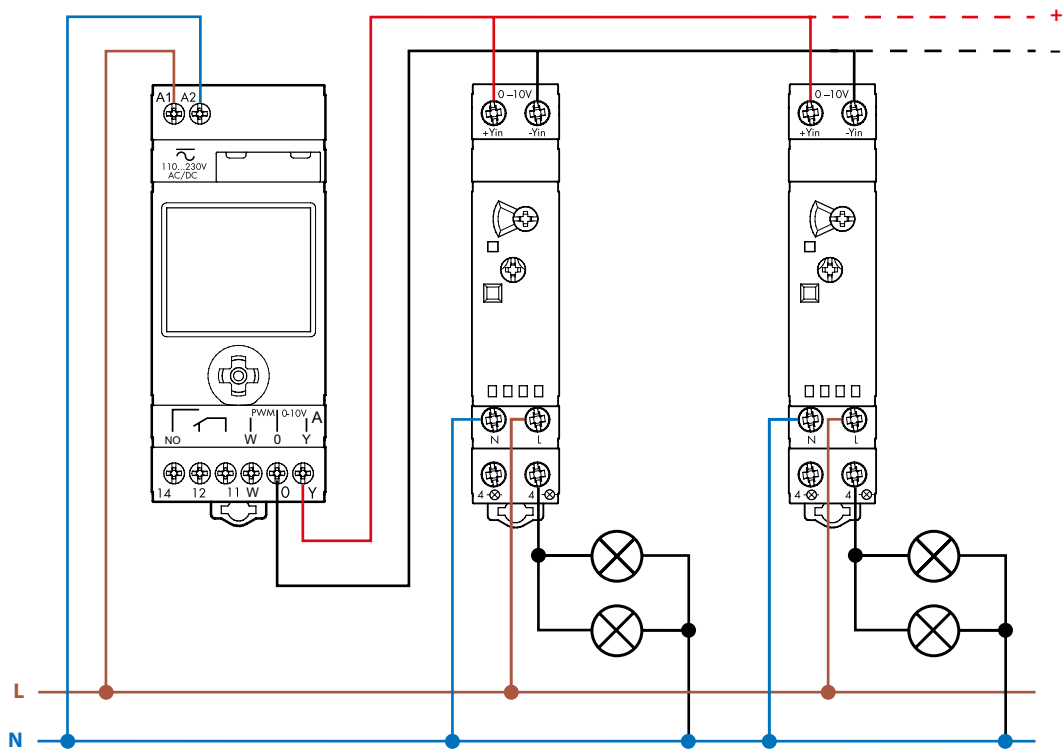 +
-
A1 A2
110...230V
AC/DC
0 –10V
+Yin -Yin
0 –10V
+Yin -Yin
PWM 0-10V A
NO W 0 Y
14 12 11 W 0 Y
N L
4 4
N L
4 4
L
N